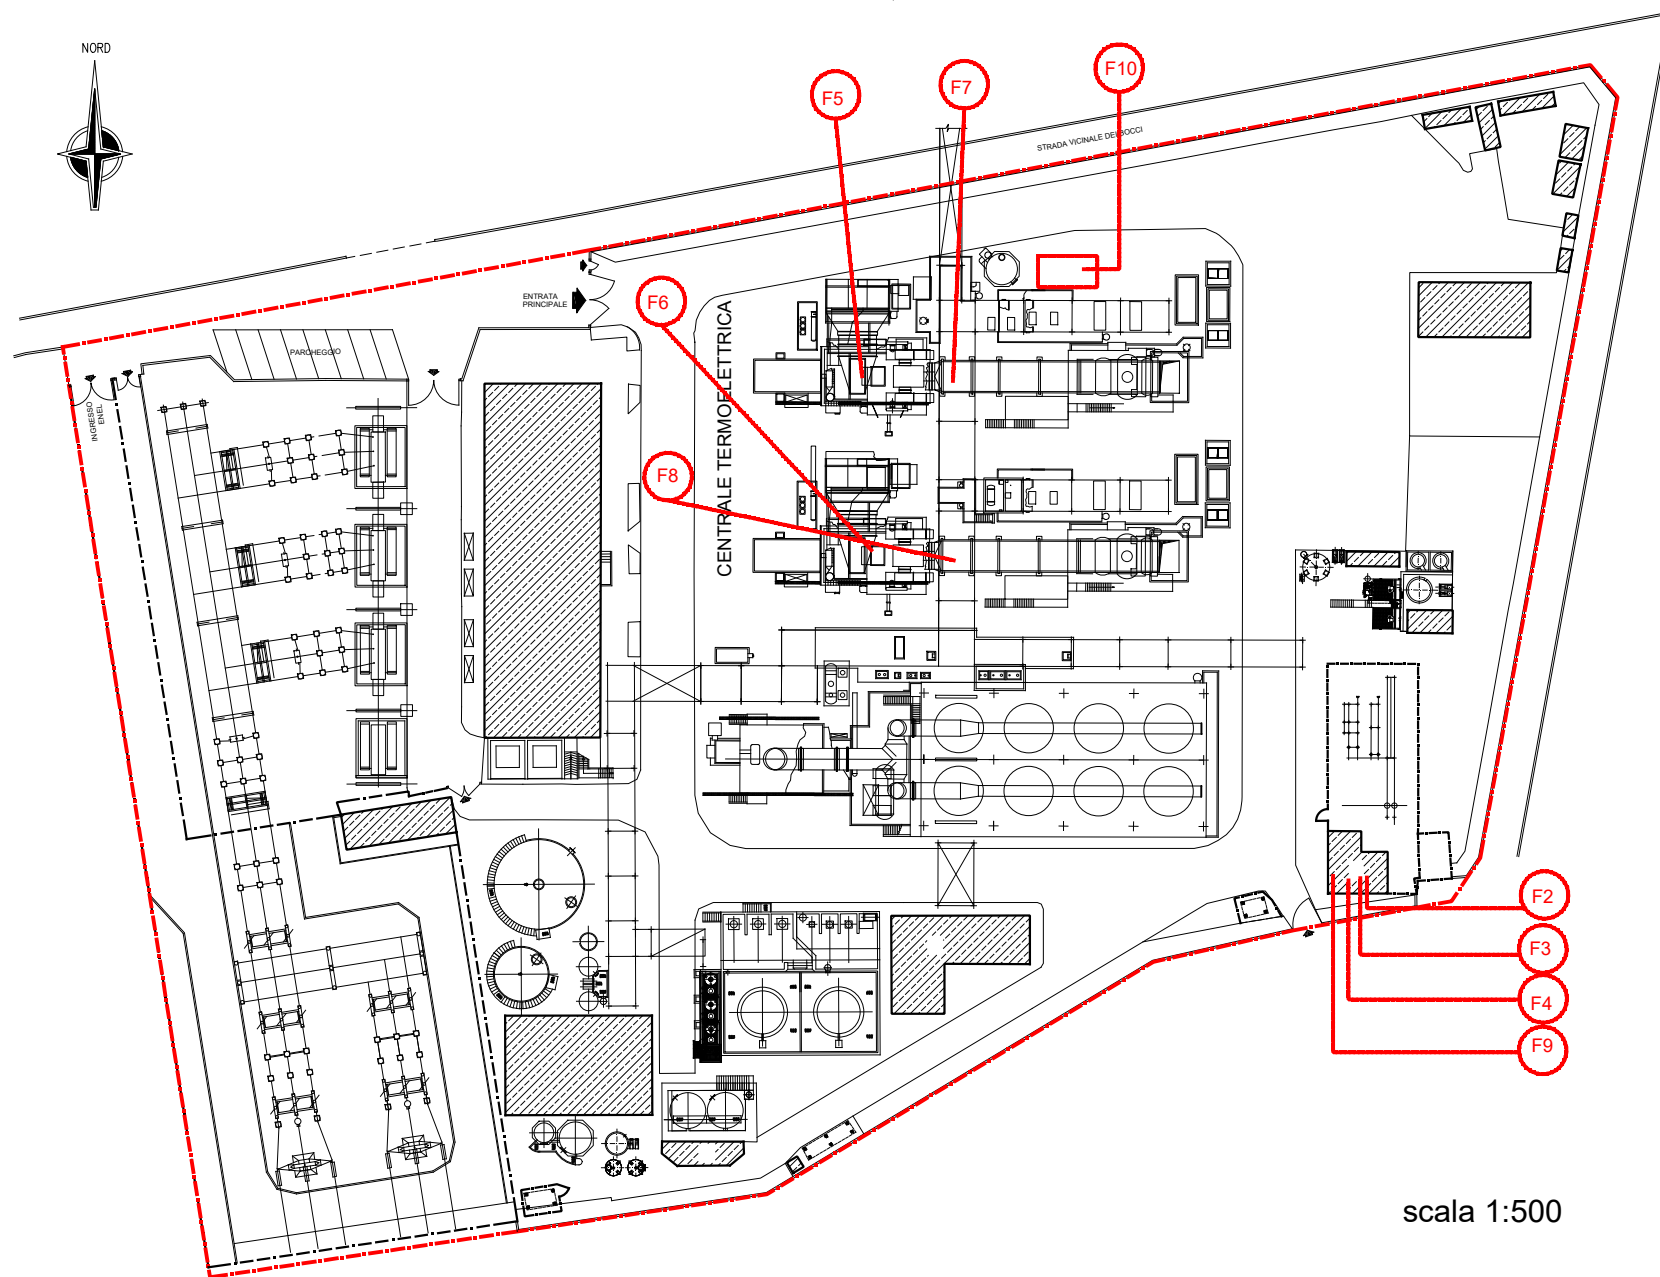 NORD
F5
F7
F10
STRADA VICINALE DEI BOCCI
ENTRATA
PRINCIPALE
F6
CENTRALE TERMOELETTRICA
PARCHEGGIO
INGRESSO
ENEL
F8
F2
F3
F4
F9
scala 1:500